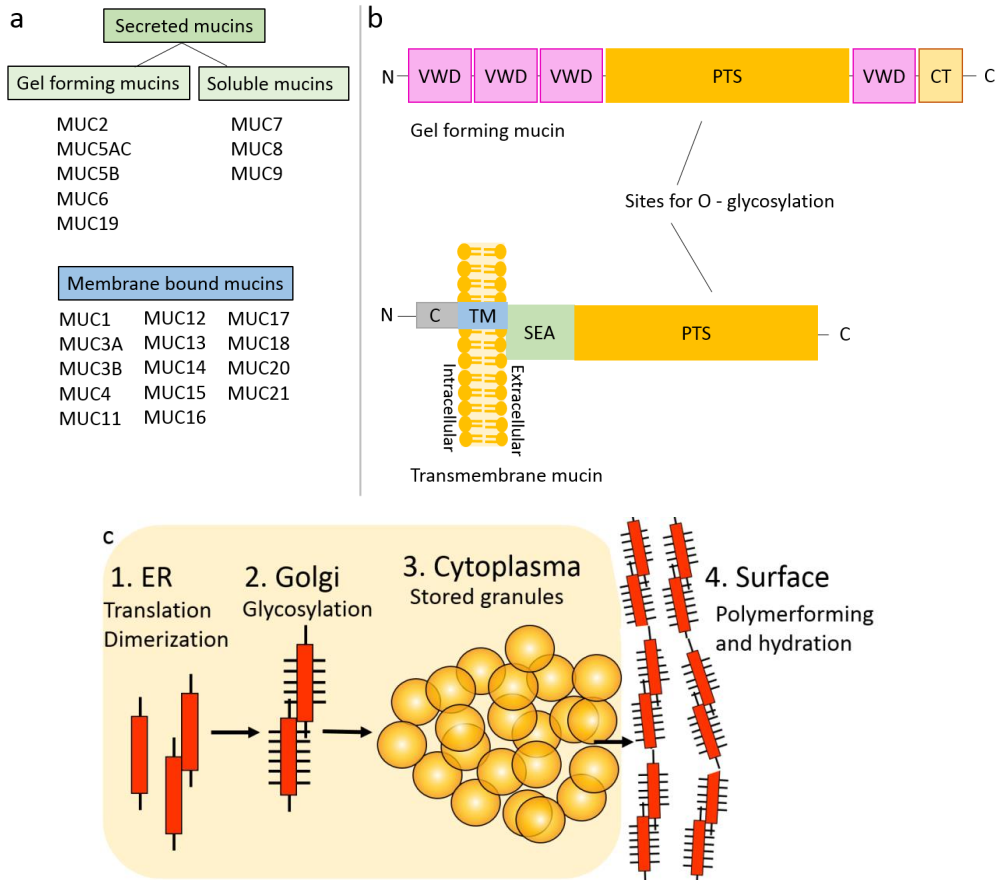 a
Secreted mucins
Gel forming mucins
Soluble mucins
MUC2
MUC5AC
MUC5B
MUC6
MUC19
MUC7
MUC8
MUC9
Membrane bound mucins
MUC1
MUC3A
MUC3B
MUC4
MUC11
MUC12
MUC13
MUC14
MUC15
MUC16
MUC17
MUC18
MUC20
MUC21
b
N VWD VWD VWD PTS VWD CT C
Gel forming mucin
Sites for O - glycosylation
N C TM SEA PTS C
Intracellular
Extracellular
Transmembrane mucin
c
1. ER
Translation
Dimerization
2. Golgi
Glycosylation
3. Cytoplasma
Stored granules
4. Surface
Polymerforming
and hydration